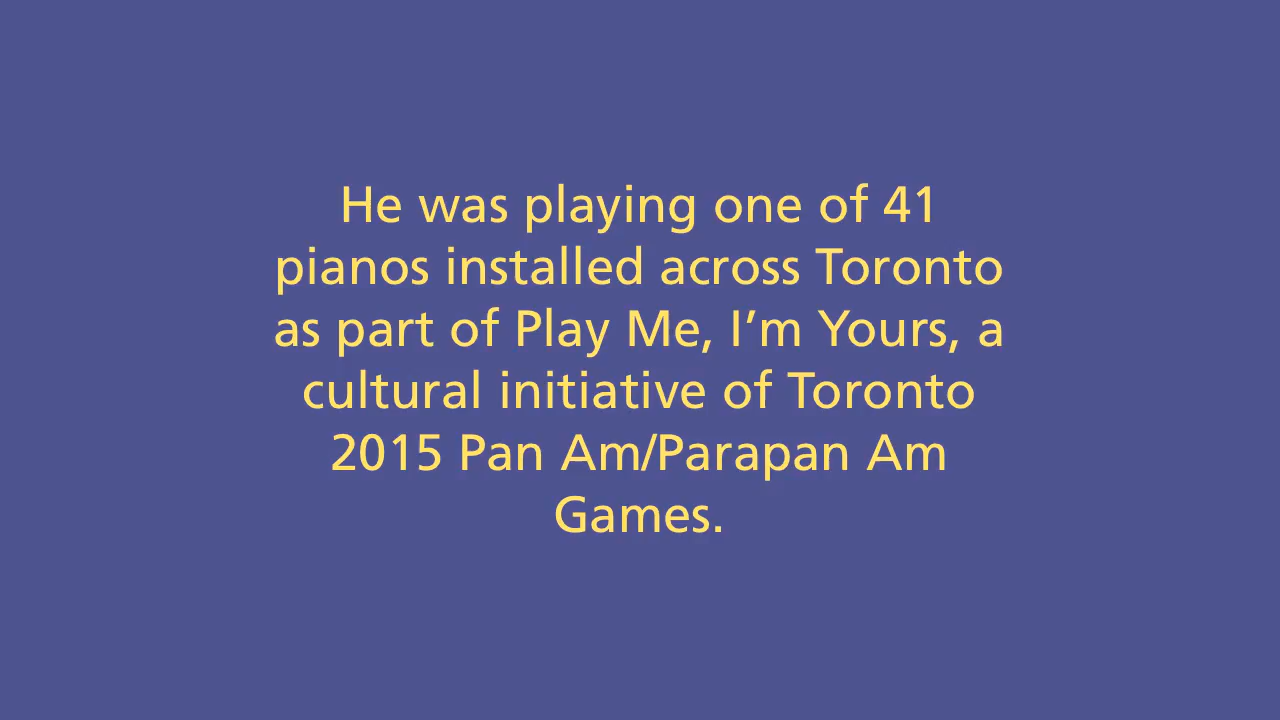 He was playing one of 41
pianos installed across Toronto
as part of Play Me, I’m Yours, a
cultural initiative of Toronto
2015 Pan Am/Parapan Am
Games.